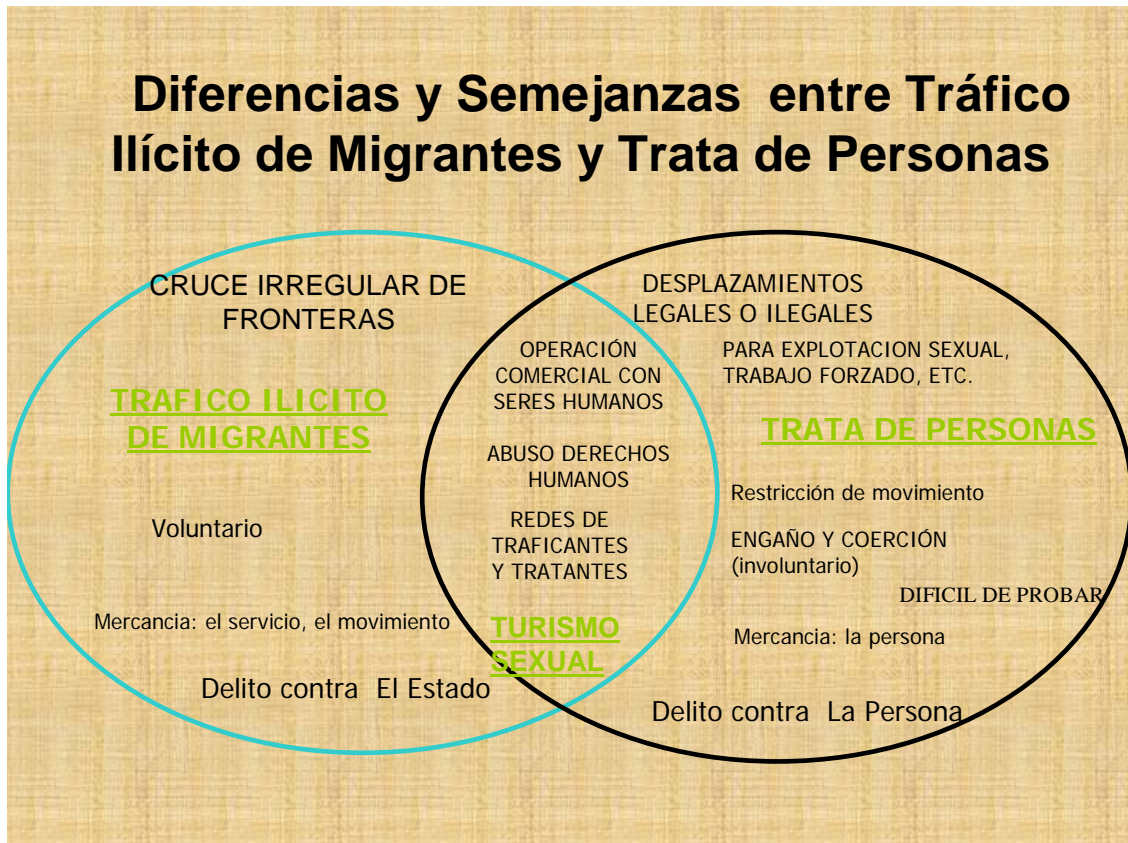 Diferencias y Semejanzas entre Tráfico
Ilícito de Migrantes y Trata de Personas
CRUCE IRREGULAR DE
FRONTERAS
TRAFICO ILICITO
DE MIGRANTES
Voluntario
Mercancia: el servicio, el movimiento
Delito contra El Estado
OPERACIÓN
COMERCIAL CON
SERES HUMANOS
ABUSO DERECHOS
HUMANOS
REDES DE
TRAFICANTES
Y TRATANTES
TURISMO
SEXUAL
DESPLAZAMIENTOS
LEGALES O ILEGALES
PARA EXPLOTACION SEXUAL,
TRABAJO FORZADO, ETC.
TRATA DE PERSONAS
Restricción de movimiento
ENGAÑO Y COERCIÓN
(involuntario)
DIFICIL DE PROBAR
Mercancia: la persona
Delito contra La Persona